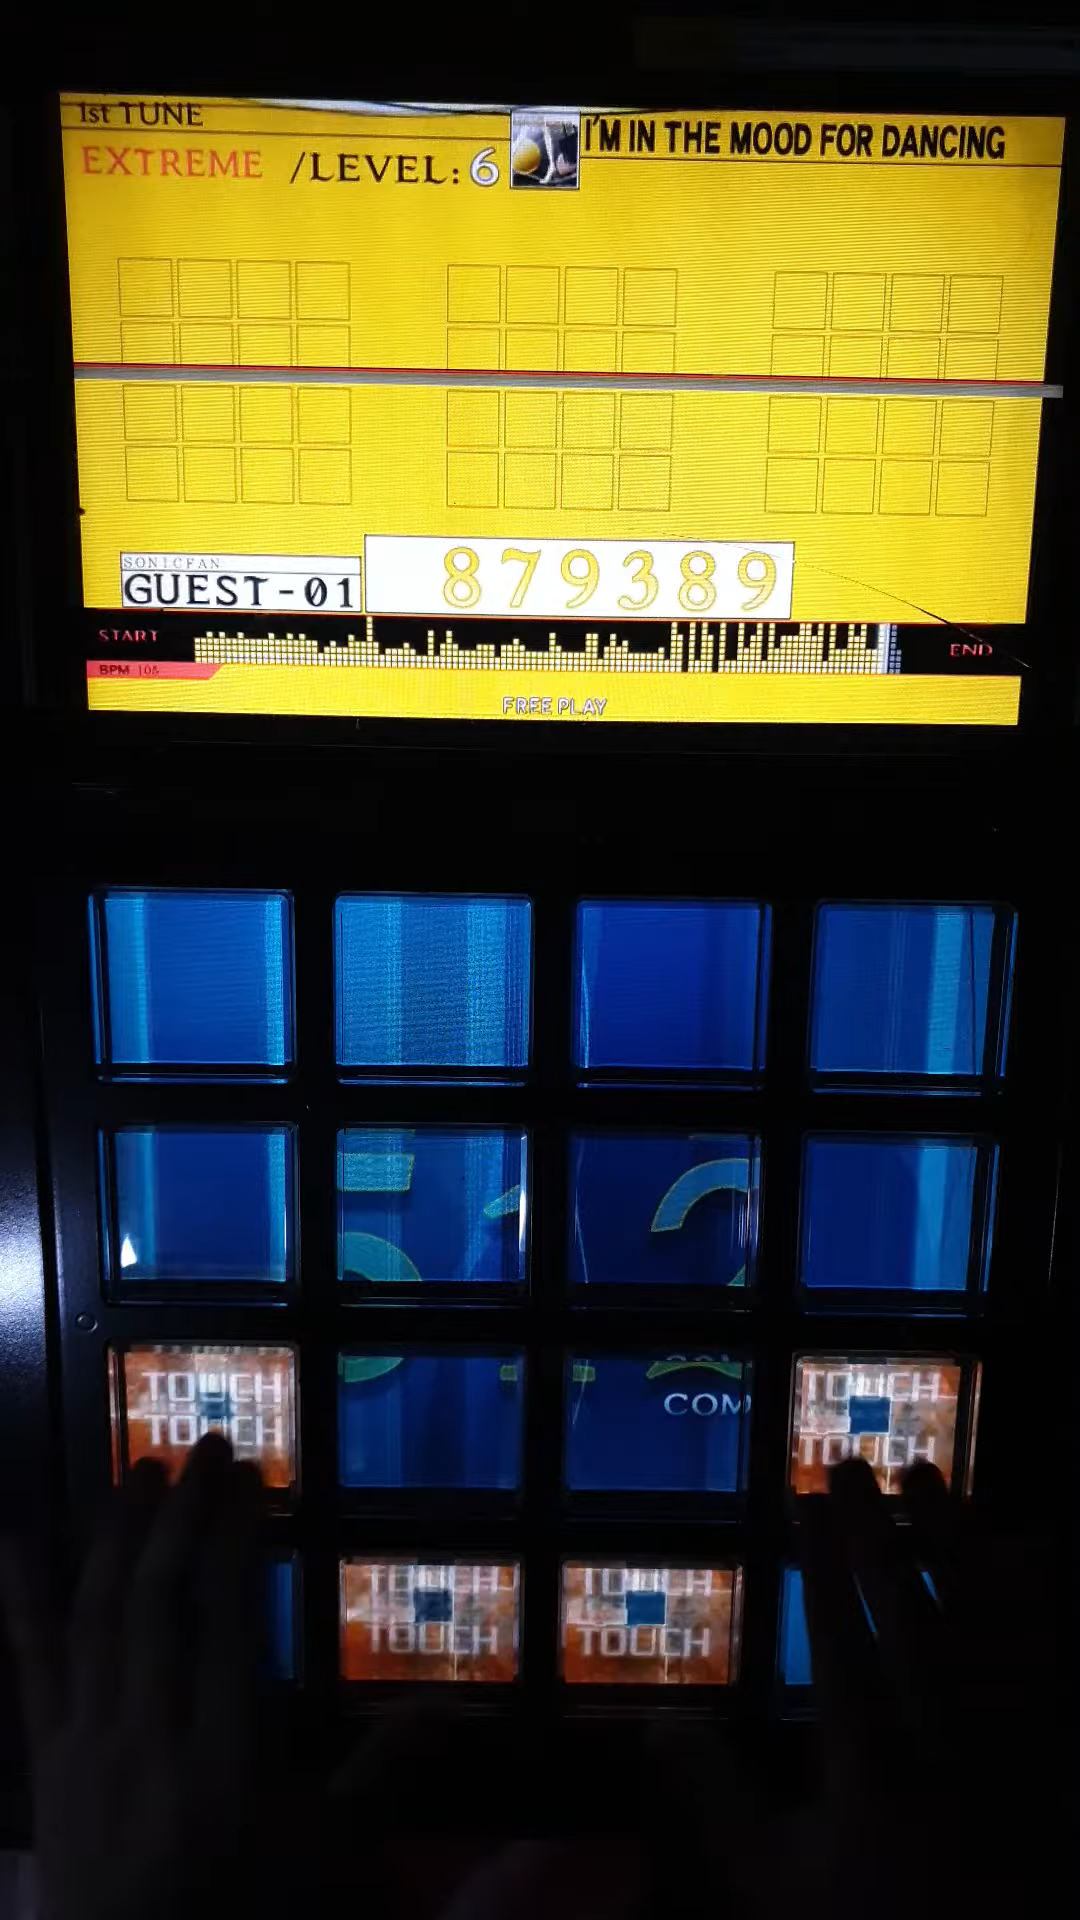 1st TUNE
I'M IN THE MOOD FOR DANCING
EXTREME /LEVEL: 6
SONICFAN
GUEST-01
879389
START
END
BPM 105
FREE PLAY
COM
TOUCH
TOUCH
TOUCH
TOUCH
TOUCH
TOUCH
TOUCH
TOUCH